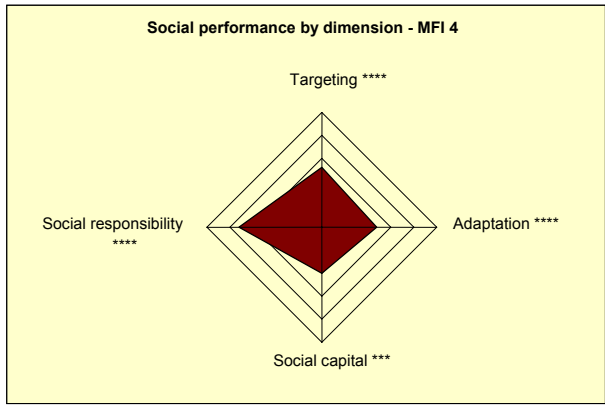 Social performance by dimension - MFI 4
Targeting ****
Social responsibility
****
Adaptation ****
Social capital ***